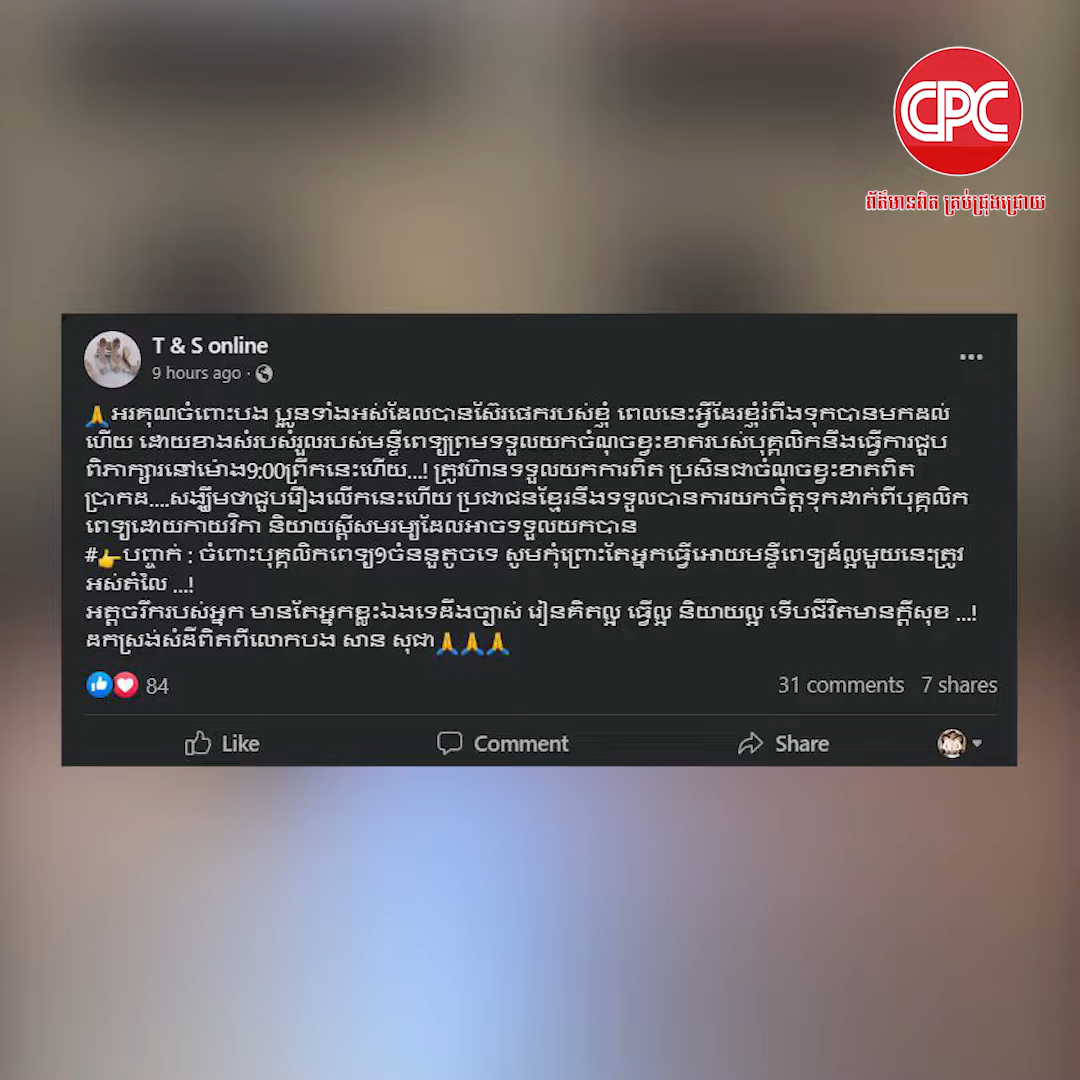 CPC
ព័ត៌មានពិត គ្រប់ជ្រុងជ្រោយ
T & S online
9 hours ago ·
🙏អរគុណចំពោះបង ប្អូនទាំងអស់ដែលបានស៊ែរផេករបស់ខ្ញុំ ពេលនេះអ្វីដែរខ្ញុំរំពឹងទុកបានមកដល់
ហើយ ដោយខាងសំរបសំរួលរបស់មន្ទីពេទ្យព្រមទទួលយកចំណុចខ្វះខាតរបស់បុគ្គលិកនឹងធ្វើការជួប
ពិភាក្សារនៅម៉ោង9:00ព្រឹកនេះហើយ...! ត្រូវហ៊ានទទួលយកការពិត ប្រសិនជាចំណុចខ្វះខាតពិត
ប្រាកដ....សង្ឃឹមថាជួបរឿងលើកនេះហើយ ប្រជាជនខ្មែរនឹងទទួលបានការយកចិត្តទុកដាក់ពីបុគ្គលិក
ពេទ្យដោយកាយវិកា និយាយស្ដីសមរម្យដែលអាចទទួលយកបាន
#👉បញ្ជាក់ : ចំពោះបុគ្គលិកពេទ្យ១ចំនន្លតូចទេ សូមកុំព្រោះតែអ្នកធ្វើអោយមន្ទីពេទ្យដ៍ល្អមួយនេះត្រូវ
អស់តំលៃ ...!
អត្តចរឹករបស់អ្នក មានតែអ្នកខ្លះឯងទេដឹងច្បាស់ រៀនគិតល្អ ធ្វើល្អ និយាយល្អ ទើបជីវិតមានក្ដីសុខ ...!
ដកស្រង់សំដីពិតពីលោកបង សាន សុជា🙏🙏🙏
84
31 comments 7 shares
Like Comment Share